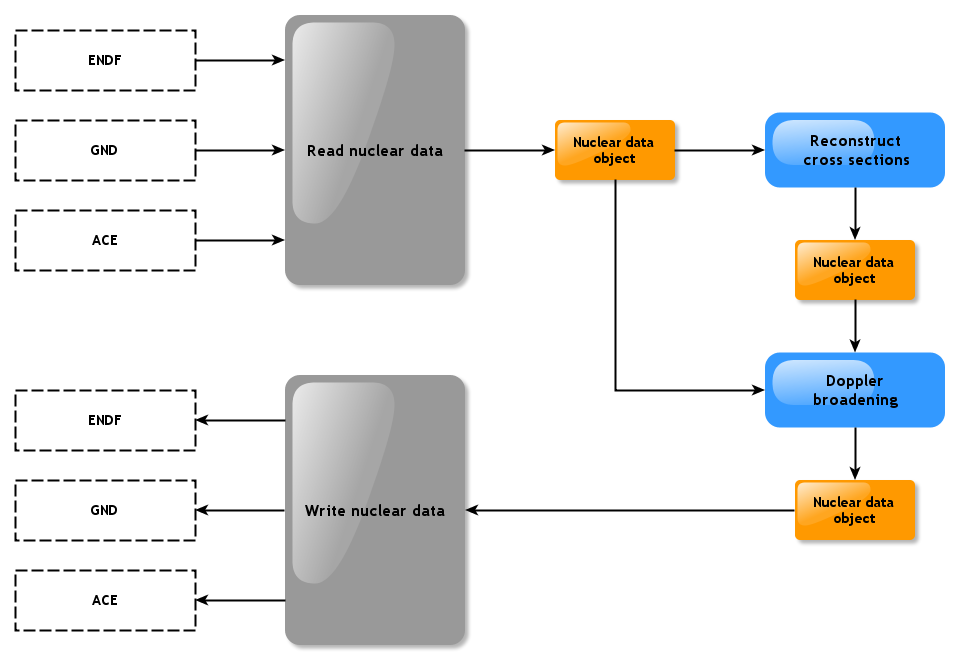 ENDF
GND
ACE
Read nuclear data
Nuclear data
object
Reconstruct
cross sections
Nuclear data
object
Doppler
broadening
Nuclear data
object
Write nuclear data
ENDF
GND
ACE